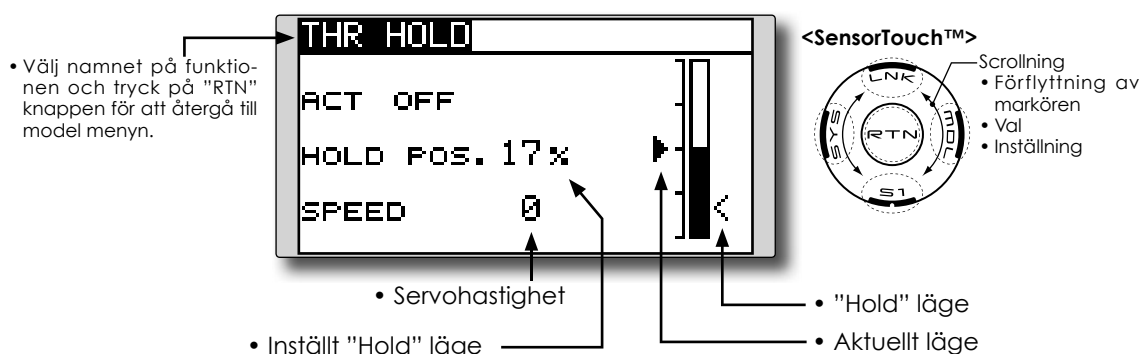 THR HOLD
• Välj namnet på funktio-
nen och tryck på ”RTN”
knappen för att återgå till
model menyn.
ACT OFF
HOLD POS. 17%
SPEED 0
<
<SensorTouch™>
LNK
SYS
RTN
MDL
S1
Scrollning
• Förflyttning av
markören
• Val
• Inställning
• Servohastighet
• Inställt ”Hold” läge
• ”Hold” läge
• Aktuellt läge